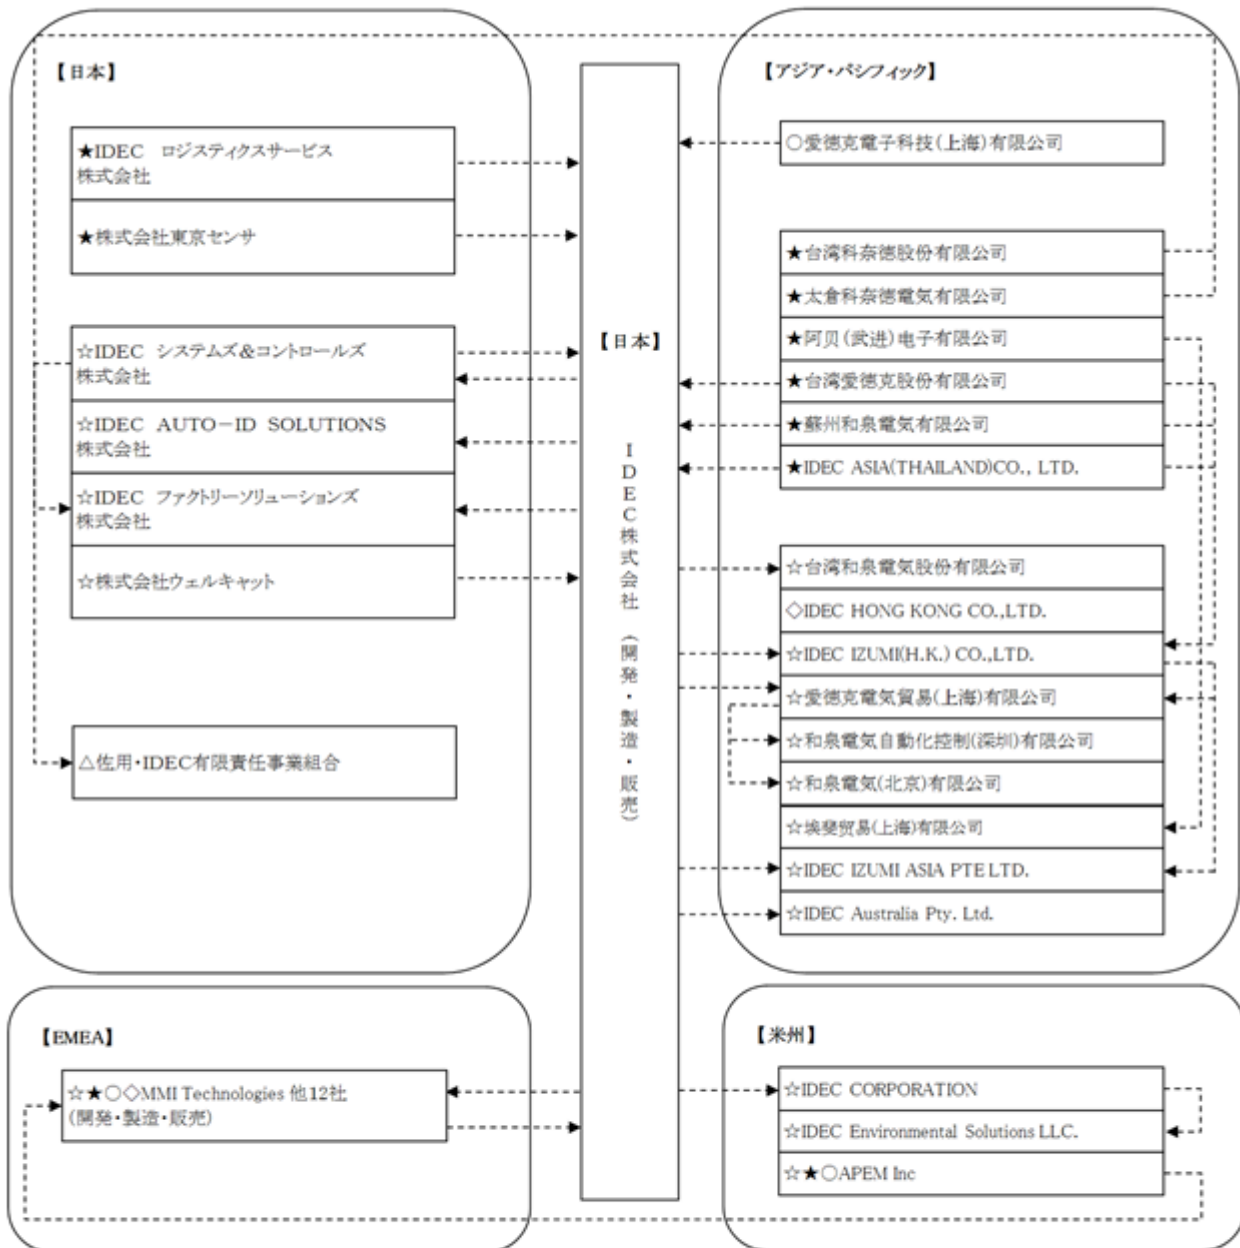 【日本】
★IDEC ロジスティクスサービス
株式会社
★株式会社東京センサ
☆IDEC システムズ&コントロールズ
株式会社
☆IDEC AUTO-ID SOLUTIONS
株式会社
☆IDEC ファクトリーソリューションズ
株式会社
☆株式会社ウェルキャット
△佐用・IDEC有限責任事業組合
【日本】
IDEC株式会社 (開発・製造・販売)
【アジア・パシフィック】
○愛徳克電子科技(上海)有限公司
★台湾科奈徳股份有限公司
★太倉科奈徳電気有限公司
★阿贝(武进)电子有限公司
★台湾愛徳克股份有限公司
★蘇州和泉電気有限公司
★IDEC ASIA(THAILAND)CO., LTD.
☆台湾和泉電気股份有限公司
◇IDEC HONG KONG CO.,LTD.
☆IDEC IZUMI(H.K.) CO.,LTD.
☆愛徳克電気貿易(上海)有限公司
☆和泉電気自動化控制(深圳)有限公司
☆和泉電気(北京)有限公司
☆埃斐贸易(上海)有限公司
☆IDEC IZUMI ASIA PTE LTD.
☆IDEC Australia Pty. Ltd.
【EMEA】
☆★○◇MMI Technologies 他12社
(開発・製造・販売)
【米州】
☆IDEC CORPORATION
☆IDEC Environmental Solutions LLC.
☆★○APEM Inc